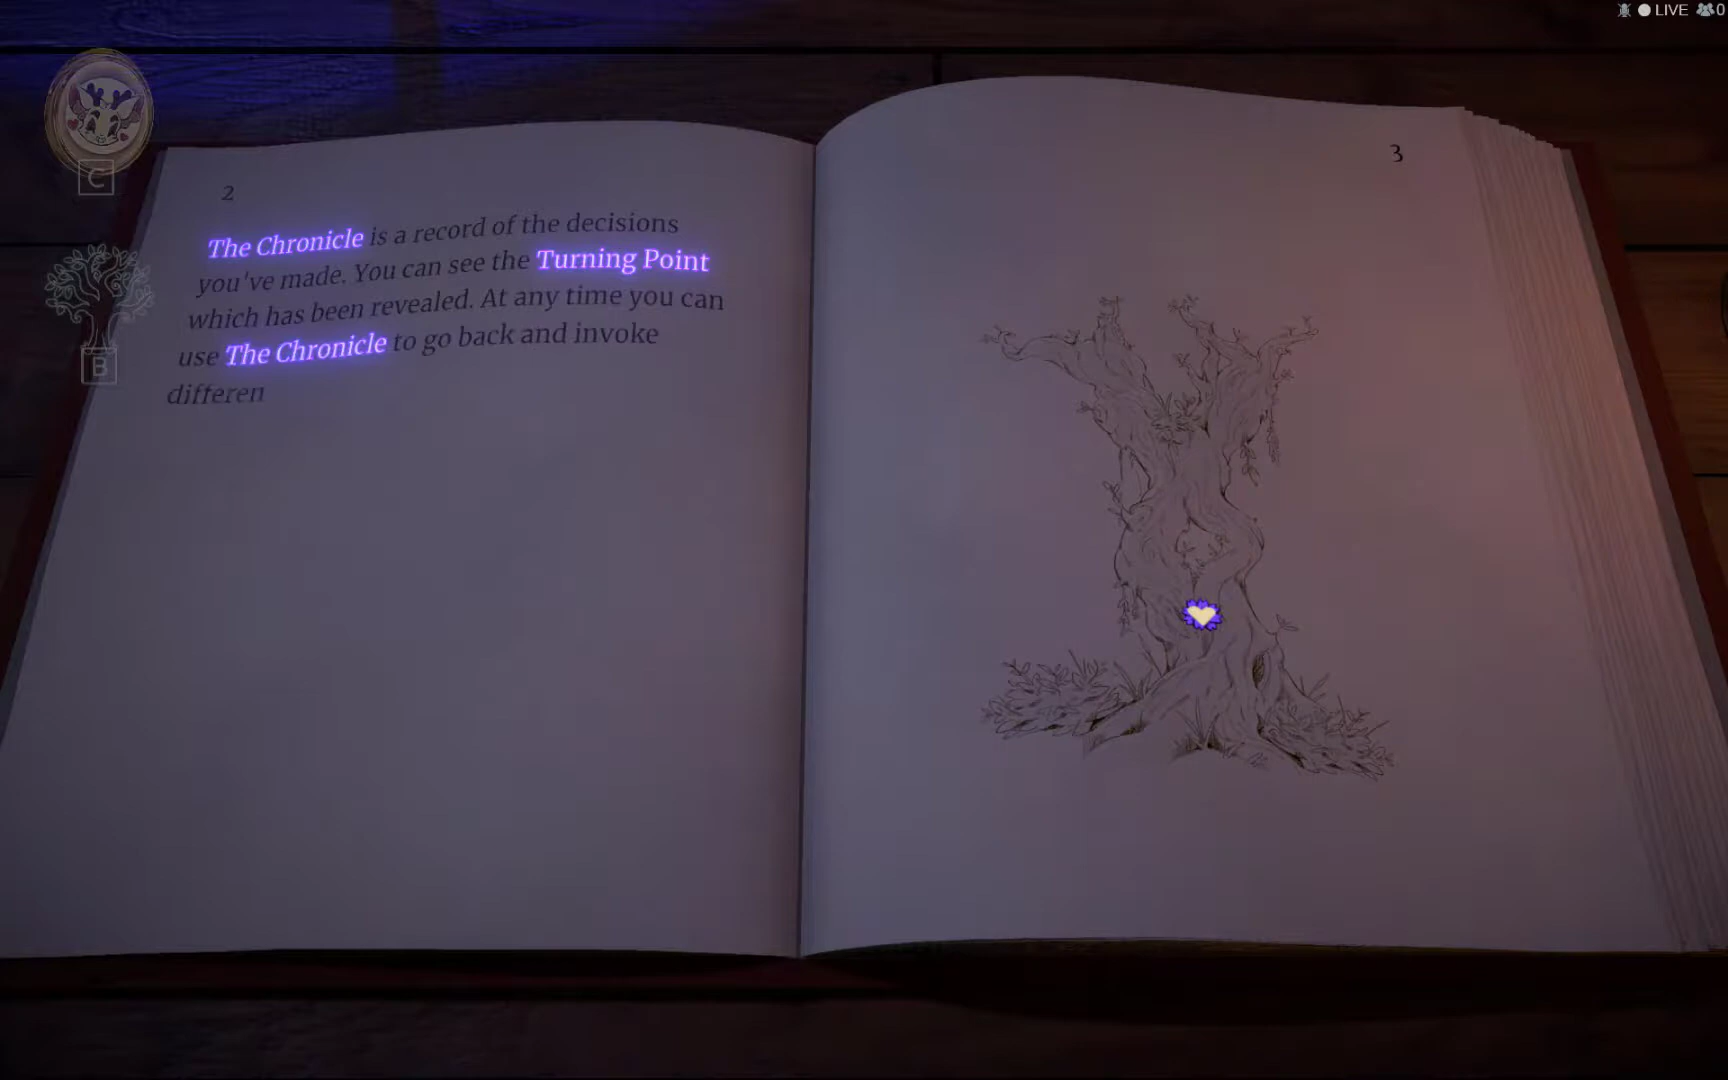 LIVE 0
C
B
2
The Chronicle is a record of the decisions
you've made. You can see the Turning Point
which has been revealed. At any time you can
use The Chronicle to go back and invoke
differen
3